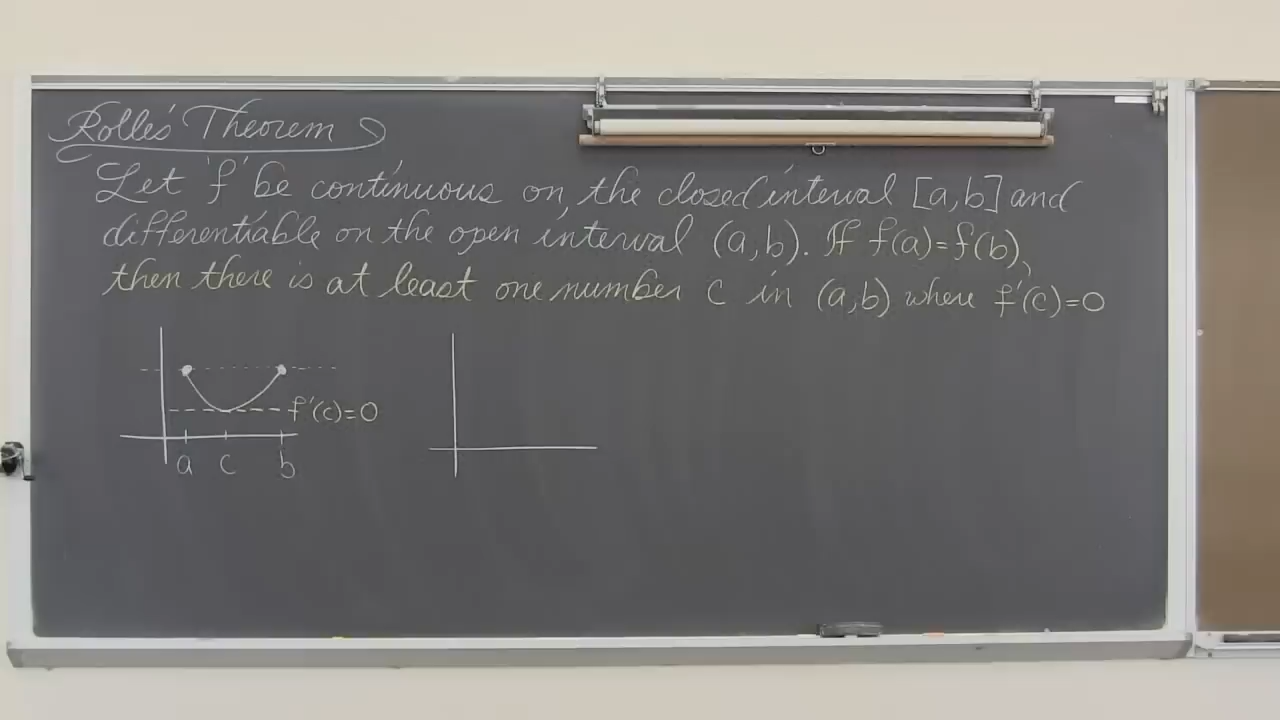 Rolle's Theorem
Let 'f' be continuous on, the closed interval [a,b] and
differentiable on the open interval (a,b). If f(a)=f(b),
then there is at least one number c in (a,b) where f'(c)=0
f'(c)=0
a c b